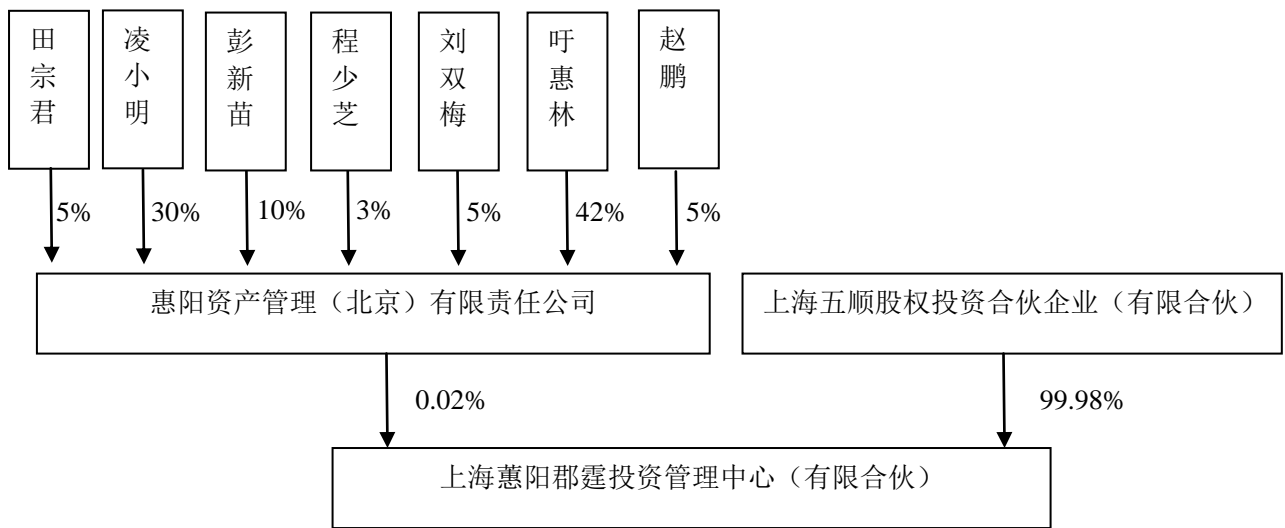 田宗君
凌小明
彭新苗
程少芝
刘双梅
吁惠林
赵鹏
5%
30%
10%
3%
5%
42%
5%
惠阳资产管理（北京）有限责任公司
上海五顺股权投资合伙企业（有限合伙）
0.02%
99.98%
上海蕙阳郡霆投资管理中心（有限合伙）